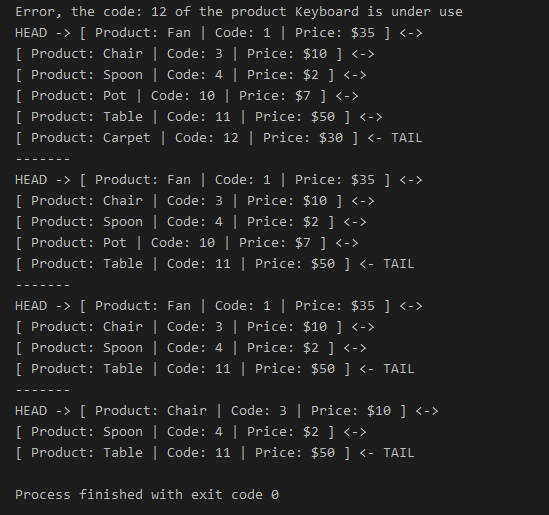 Error, the code: 12 of the product Keyboard is under use
HEAD -> [ Product: Fan | Code: 1 | Price: $35 ] <->
[ Product: Chair | Code: 3 | Price: $10 ] <->
[ Product: Spoon | Code: 4 | Price: $2 ] <->
[ Product: Pot | Code: 10 | Price: $7 ] <->
[ Product: Table | Code: 11 | Price: $50 ] <->
[ Product: Carpet | Code: 12 | Price: $30 ] <- TAIL
-------
HEAD -> [ Product: Fan | Code: 1 | Price: $35 ] <->
[ Product: Chair | Code: 3 | Price: $10 ] <->
[ Product: Spoon | Code: 4 | Price: $2 ] <->
[ Product: Pot | Code: 10 | Price: $7 ] <->
[ Product: Table | Code: 11 | Price: $50 ] <- TAIL
-------
HEAD -> [ Product: Fan | Code: 1 | Price: $35 ] <->
[ Product: Chair | Code: 3 | Price: $10 ] <->
[ Product: Spoon | Code: 4 | Price: $2 ] <->
[ Product: Table | Code: 11 | Price: $50 ] <- TAIL
-------
HEAD -> [ Product: Chair | Code: 3 | Price: $10 ] <->
[ Product: Spoon | Code: 4 | Price: $2 ] <->
[ Product: Table | Code: 11 | Price: $50 ] <- TAIL
Process finished with exit code 0